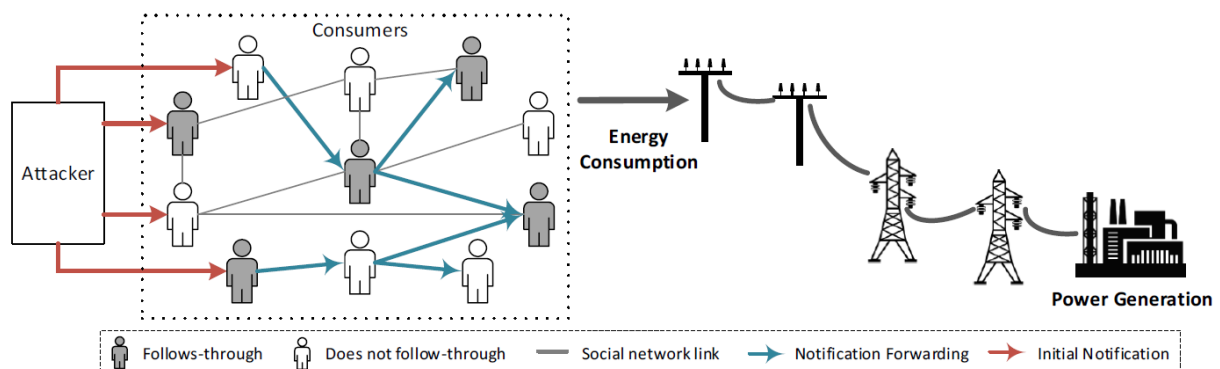 Consumers
Attacker
Energy
Consumption
Power Generation
Follows-through
Does not follow-through
Social network link
Notification Forwarding
Initial Notification